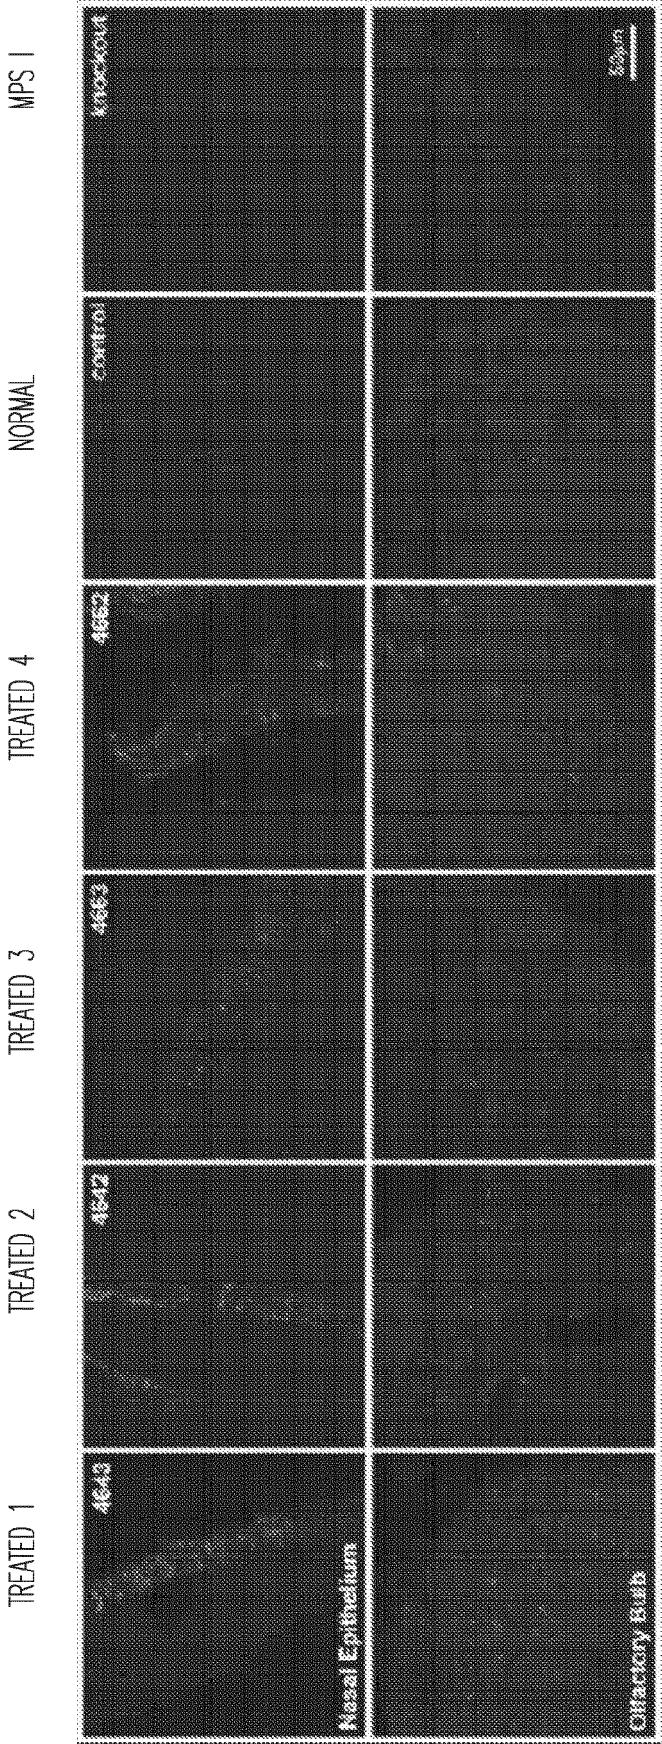 TREATED 1
TREATED 2
TREATED 3
TREATED 4
NORMAL
MPS I
4643
4642
4663
4662
control
knockout
Nasal Epithelium
Olfactory Bulb
50µm